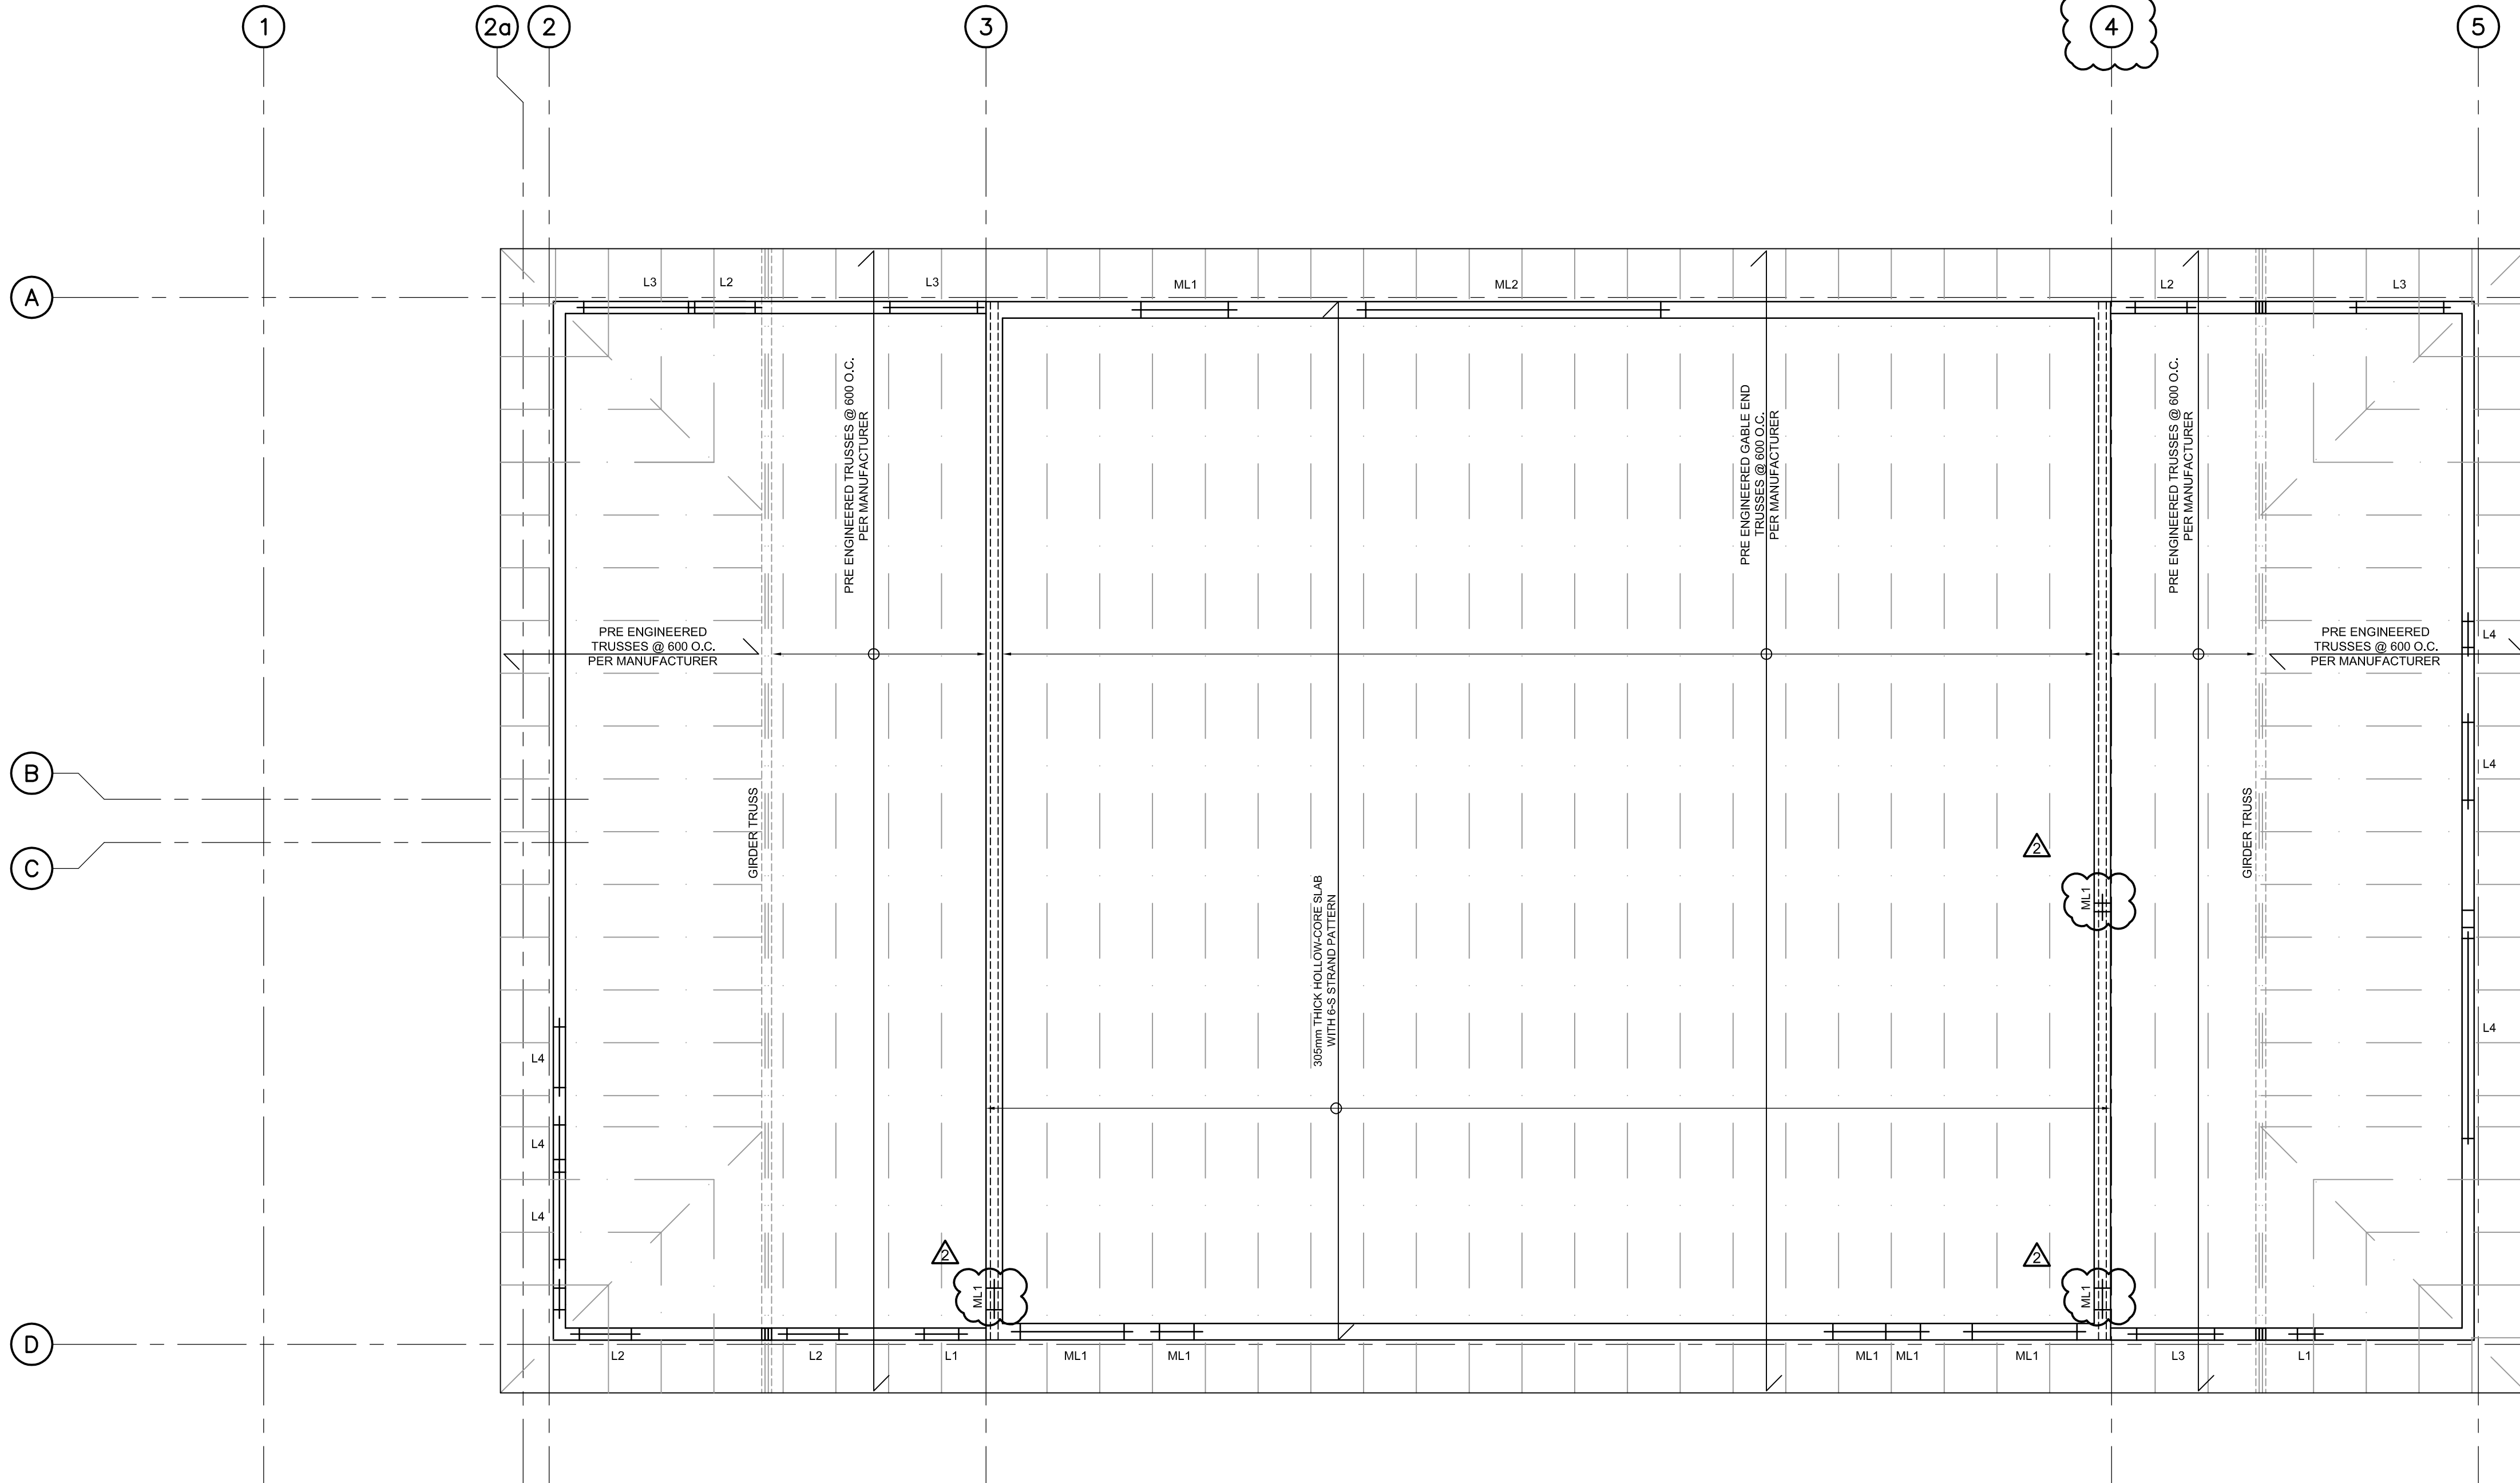 1
2a
2
3
4
5
A
L3
L2
L3
ML1
ML2
L2
L3
PRE ENGINEERED TRUSSES @ 600 O.C.
PER MANUFACTURER
PRE ENGINEERED GABLE END
TRUSSES @ 600 O.C.
PER MANUFACTURER
PRE ENGINEERED TRUSSES @ 600 O.C.
PER MANUFACTURER
PRE ENGINEERED
TRUSSES @ 600 O.C.
PER MANUFACTURER
PRE ENGINEERED
TRUSSES @ 600 O.C.
PER MANUFACTURER
L4
B
L4
GIRDER TRUSS
GIRDER TRUSS
2
C
ML1
305mm THICK HOLLOW-CORE SLAB
WITH 6-S STRAND PATTERN
L4
L4
L4
L4
2
2
ML1
ML1
D
L2
L2
L1
ML1
ML1
ML1
ML1
ML1
L3
L1